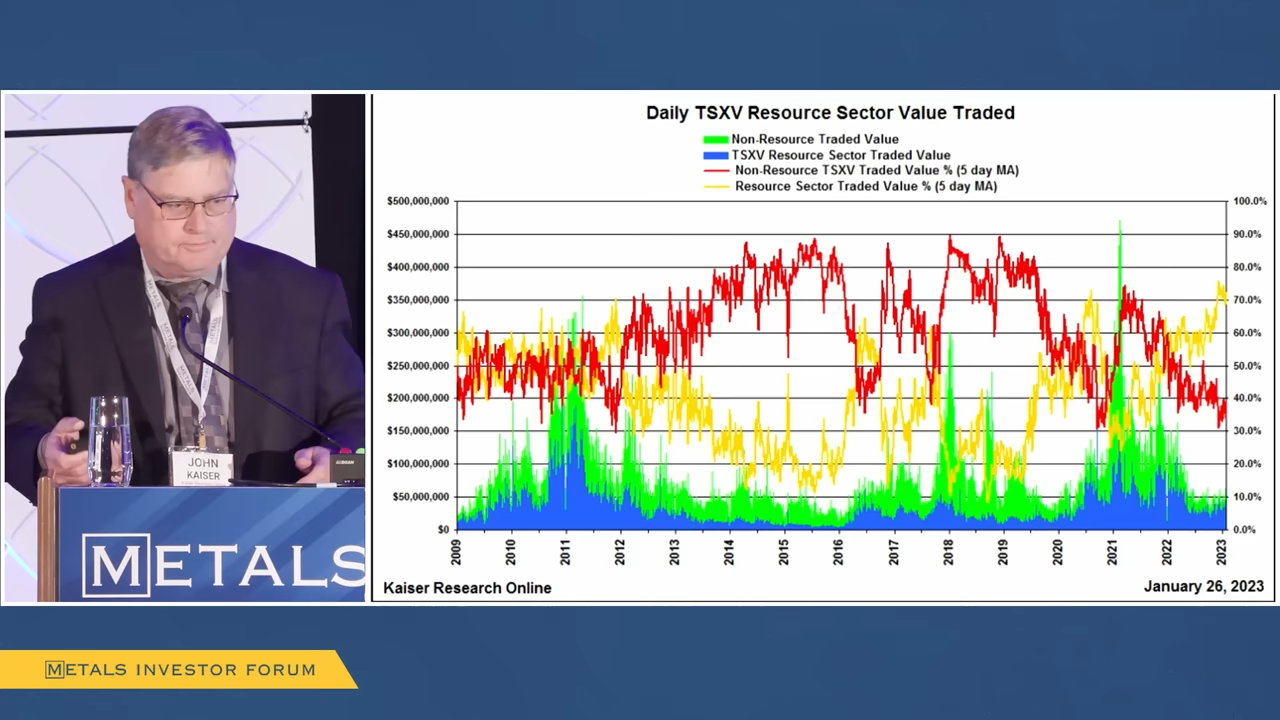 Daily TSXV Resource Sector Value Traded
Non-Resource Traded Value
TSXV Resource Sector Traded Value
Non-Resource TSXV Traded Value % (5 day MA)
Resource Sector Traded Value % (5 day MA)
$500,000,000
$450,000,000
$400,000,000
$350,000,000
$300,000,000
$250,000,000
$200,000,000
$150,000,000
$100,000,000
$50,000,000
$0
100.0%
90.0%
80.0%
70.0%
60.0%
50.0%
40.0%
30.0%
20.0%
10.0%
0.0%
2009 2010 2011 2012 2013 2014 2015 2016 2017 2018 2019 2020 2021 2022 2023
Kaiser Research Online
January 26, 2023
JOHN
KAISER
METALS
METALS INVESTOR FORUM